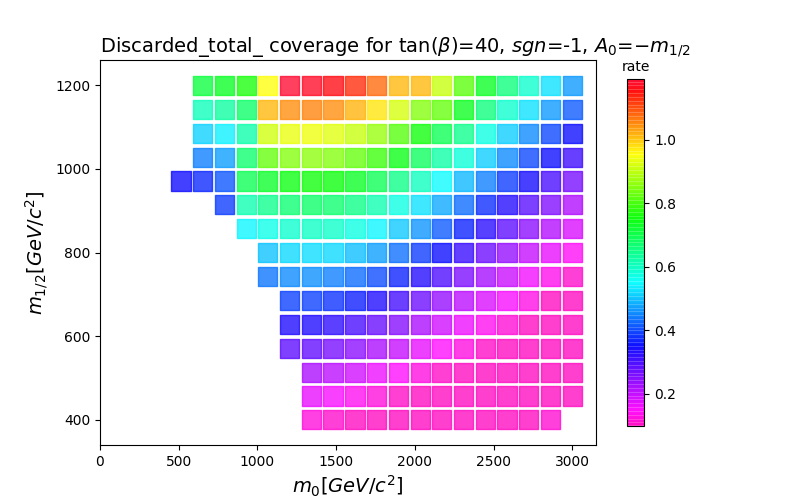 Discarded_total_ coverage for tan(β)=40, sgn=-1, A₀=−m₁/₂
rate
1200
1000
800
600
400
1.0
0.8
0.6
0.4
0.2
m₁/₂[GeV/c²]
0 500 1000 1500 2000 2500 3000
m₀[GeV/c²]